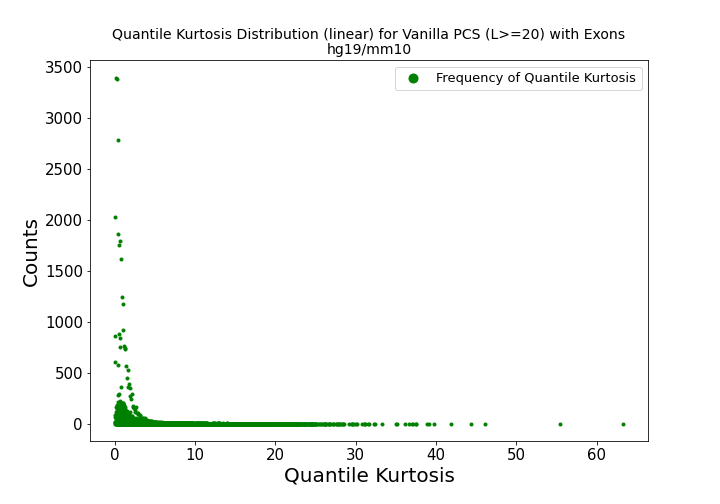 Quantile Kurtosis Distribution (linear) for Vanilla PCS (L>=20) with Exons
hg19/mm10
Frequency of Quantile Kurtosis
3500
3000
2500
2000
1500
1000
500
0
Counts
0 10 20 30 40 50 60
Quantile Kurtosis